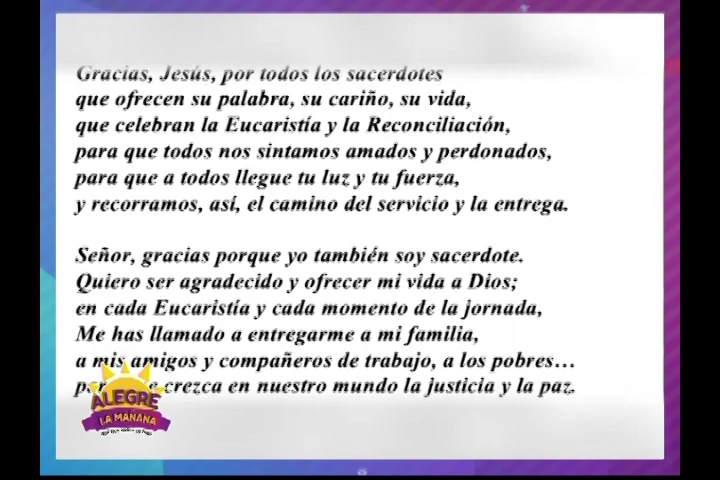 Gracias, Jesús, por todos los sacerdotes
que ofrecen su palabra, su cariño, su vida,
que celebran la Eucaristía y la Reconciliación,
para que todos nos sintamos amados y perdonados,
para que a todos llegue tu luz y tu fuerza,
y recorramos, así, el camino del servicio y la entrega.
Señor, gracias porque yo también soy sacerdote.
Quiero ser agradecido y ofrecer mi vida a Dios;
en cada Eucaristía y cada momento de la jornada,
Me has llamado a entregarme a mi familia,
a mis amigos y compañeros de trabajo, a los pobres…
crezca en nuestro mundo la justicia y la paz.
ALEGRE
LA MAÑANA